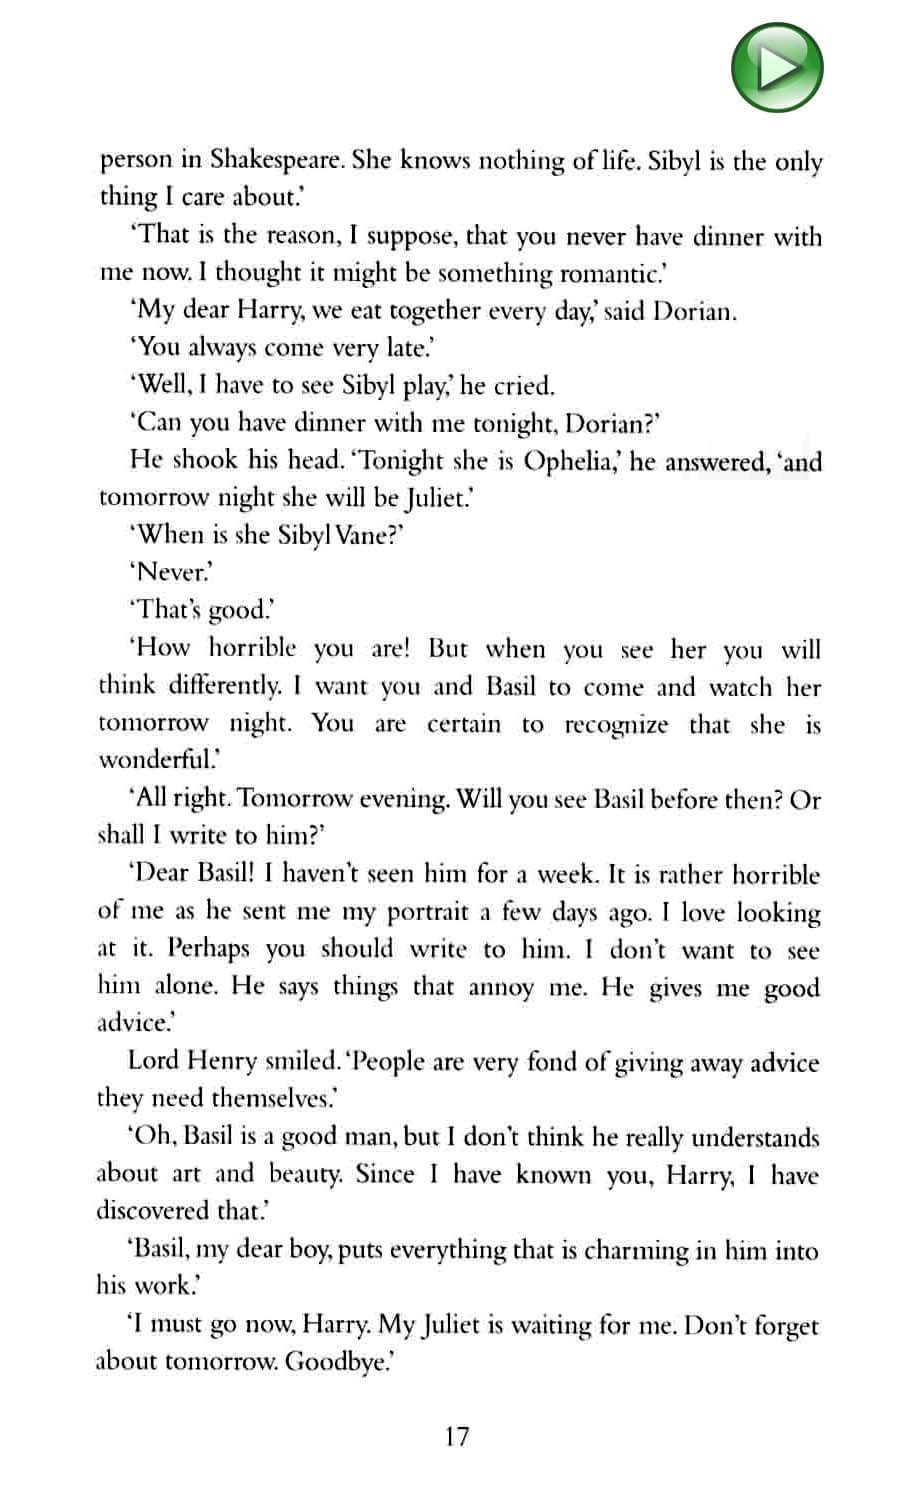 person in Shakespeare. She knows nothing of life. Sibyl is the only
thing I care about.’
‘That is the reason, I suppose, that you never have dinner with
me now. I thought it might be something romantic.’
‘My dear Harry, we eat together every day,’ said Dorian.
‘You always come very late.’
‘Well, I have to see Sibyl play,’ he cried.
‘Can you have dinner with me tonight, Dorian?’
He shook his head. ‘Tonight she is Ophelia,’ he answered, ‘and
tomorrow night she will be Juliet.’
‘When is she Sibyl Vane?’
‘Never.’
‘That’s good.’
‘How horrible you are! But when you see her you will
think differently. I want you and Basil to come and watch her
tomorrow night. You are certain to recognize that she is
wonderful.’
‘All right. Tomorrow evening. Will you see Basil before then? Or
shall I write to him?’
‘Dear Basil! I haven’t seen him for a week. It is rather horrible
of me as he sent me my portrait a few days ago. I love looking
at it. Perhaps you should write to him. I don’t want to see
him alone. He says things that annoy me. He gives me good
advice.’
Lord Henry smiled. ‘People are very fond of giving away advice
they need themselves.’
‘Oh, Basil is a good man, but I don’t think he really understands
about art and beauty. Since I have known you, Harry, I have
discovered that.’
‘Basil, my dear boy, puts everything that is charming in him into
his work.’
‘I must go now, Harry. My Juliet is waiting for me. Don’t forget
about tomorrow. Goodbye.’
17